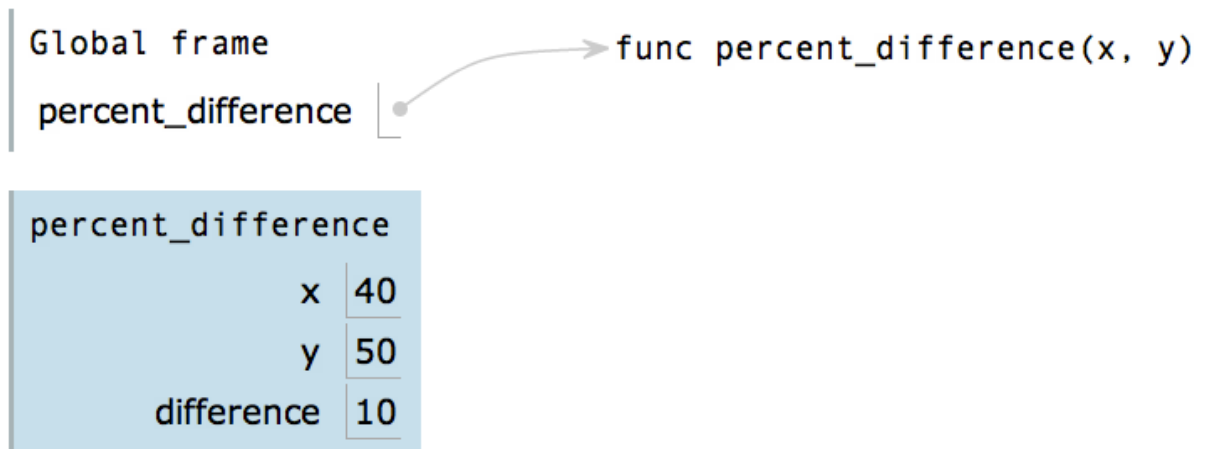 Global frame
func percent_difference(x, y)
percent_difference
percent_difference
x 40
y 50
difference 10